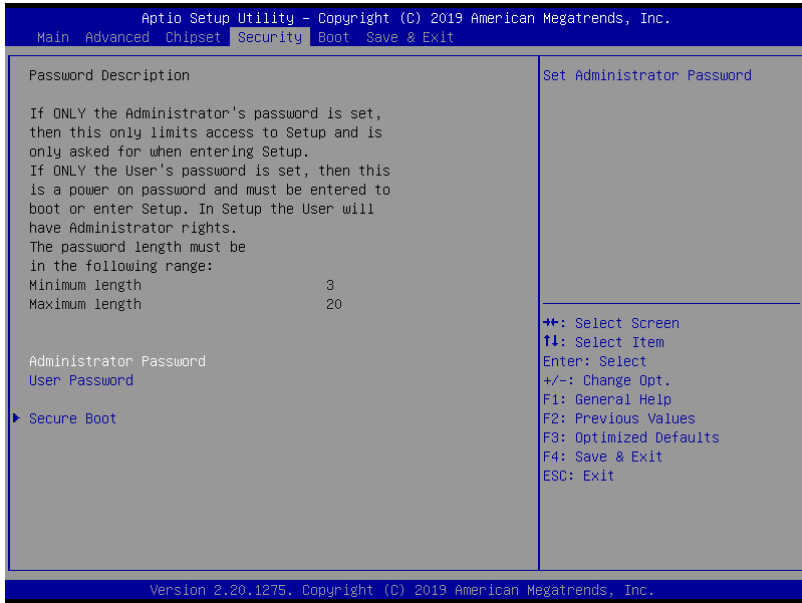 Aptio Setup Utility – Copyright (C) 2019 American Megatrends, Inc.
Main Advanced Chipset Security Boot Save & Exit
Password Description
If ONLY the Administrator's password is set,
then this only limits access to Setup and is
only asked for when entering Setup.
If ONLY the User's password is set, then this
is a power on password and must be entered to
boot or enter Setup. In Setup the User will
have Administrator rights.
The password length must be
in the following range:
Minimum length 3
Maximum length 20
Administrator Password
User Password
Secure Boot
Set Administrator Password
→←: Select Screen
↑↓: Select Item
Enter: Select
+/-: Change Opt.
F1: General Help
F2: Previous Values
F3: Optimized Defaults
F4: Save & Exit
ESC: Exit
Version 2.20.1275. Copyright (C) 2019 American Megatrends, Inc.